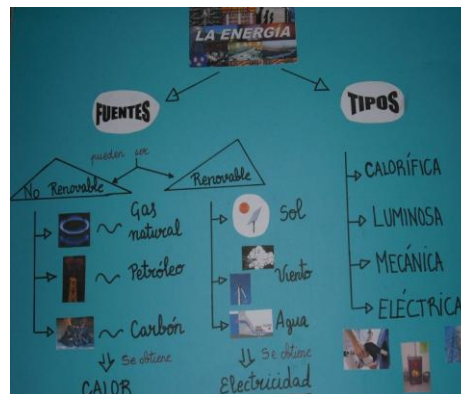 LA ENERGÍA
FUENTES
TIPOS
pueden ser
No Renovable
Renovable
Gas
natural
Petróleo
Carbón
Se obtiene
CALOR
Sol
Viento
Agua
Se obtiene
Electricidad
CALORÍFICA
LUMINOSA
MECÁNICA
ELÉCTRICA